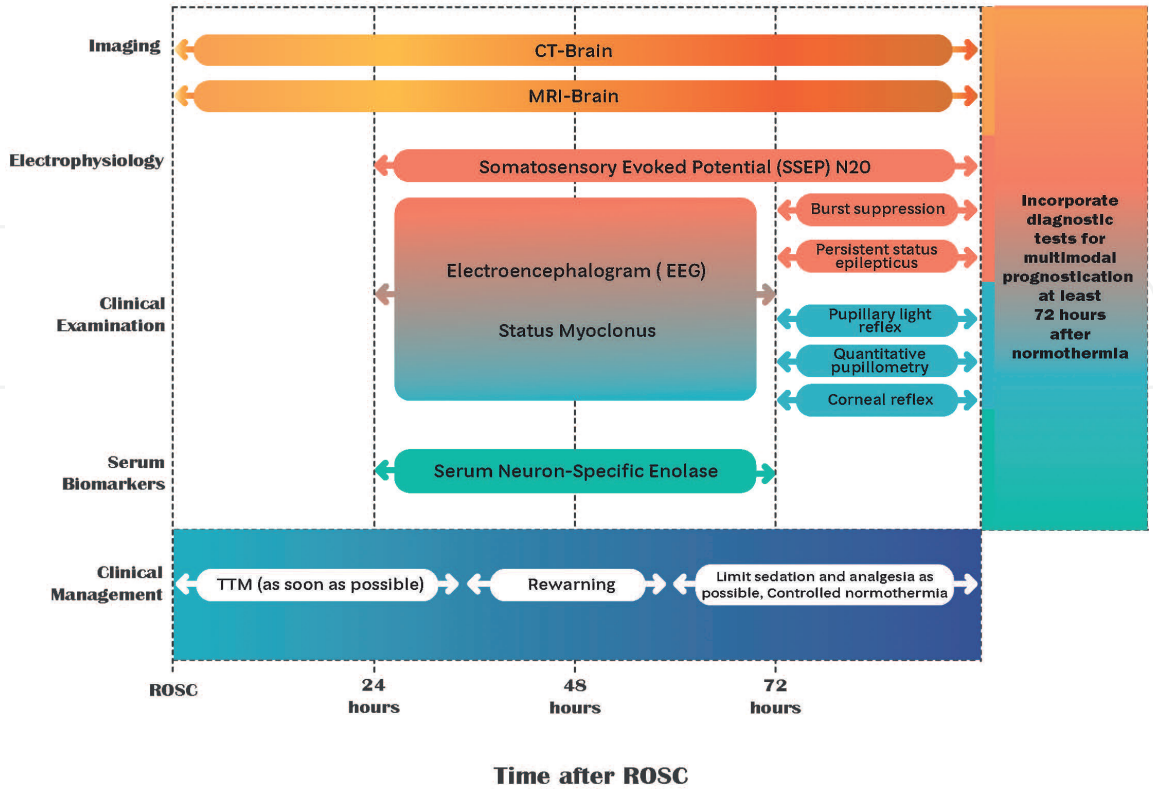 Imaging
CT-Brain
MRI-Brain
Electrophysiology
Somatosensory Evoked Potential (SSEP) N20
Burst suppression
Persistent status
epilepticus
Electroencephalogram ( EEG)
Status Myoclonus
Clinical
Examination
Pupillary light
reflex
Quantitative
pupillometry
Corneal reflex
Serum
Biomarkers
Serum Neuron-Specific Enolase
Incorporate
diagnostic
tests for
multimodal
prognostication
at least
72 hours
after
normothermia
Clinical
Management
TTM (as soon as possible)
Rewarning
Limit sedation and analgesia as
possible, Controlled normothermia
ROSC
24
hours
48
hours
72
hours
Time after ROSC